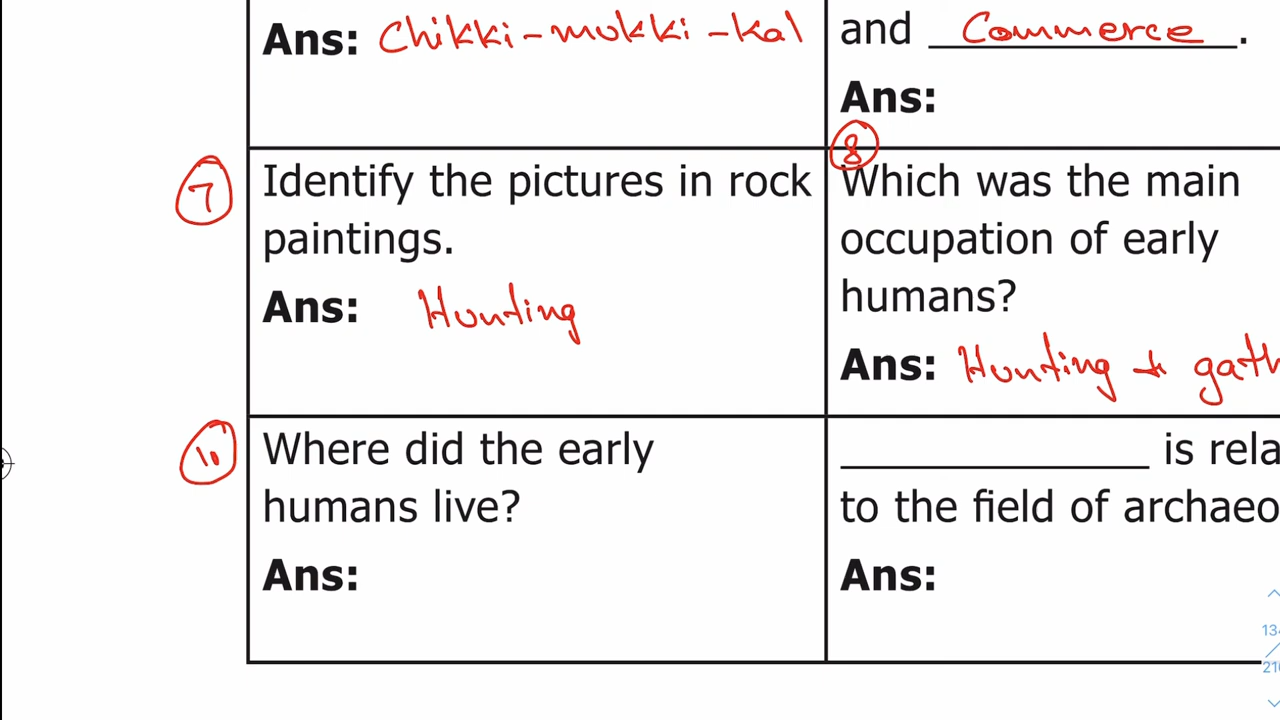 Ans: Chikki-mukki-kal
and Commerce.
Ans:
7
Identify the pictures in rock
paintings.
Ans: Hunting
8
Which was the main
occupation of early
humans?
Ans: Hunting + gath
10
Where did the early
humans live?
Ans:
____________ is rela
to the field of archaeo
Ans: